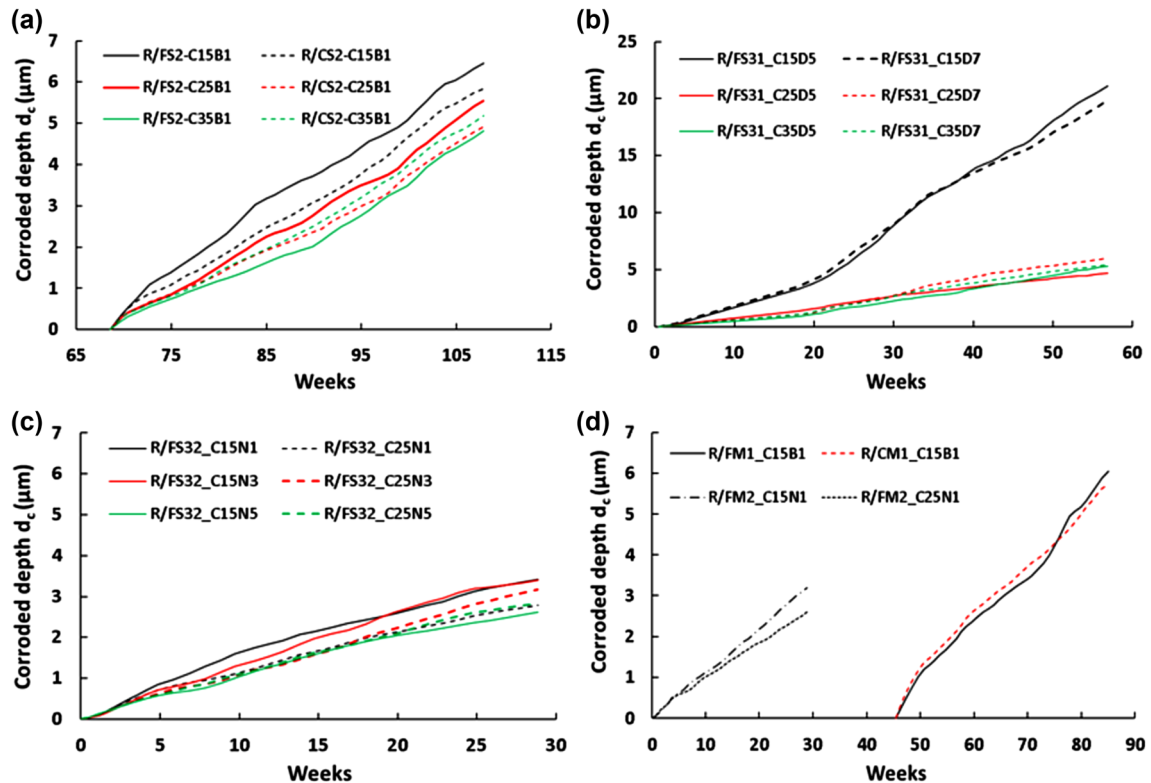 (a)
Corroded depth dc (μm)
7
6
5
4
3
2
1
0
R/FS2-C15B1 R/CS2-C15B1
R/FS2-C25B1 R/CS2-C25B1
R/FS2-C35B1 R/CS2-C35B1
65 75 85 95 105 115
Weeks
(b)
Corroded depth dc (μm)
25
20
15
10
5
0
R/FS31_C15D5 R/FS31_C15D7
R/FS31_C25D5 R/FS31_C25D7
R/FS31_C35D5 R/FS31_C35D7
0 10 20 30 40 50 60
Weeks
(c)
Corroded depth dc (μm)
7
6
5
4
3
2
1
0
R/FS32_C15N1 R/FS32_C25N1
R/FS32_C15N3 R/FS32_C25N3
R/FS32_C15N5 R/FS32_C25N5
0 5 10 15 20 25 30
Weeks
(d)
Corroded depth dc (μm)
7
6
5
4
3
2
1
0
R/FM1_C15B1 R/CM1_C15B1
R/FM2_C15N1 R/FM2_C25N1
0 10 20 30 40 50 60 70 80 90
Weeks